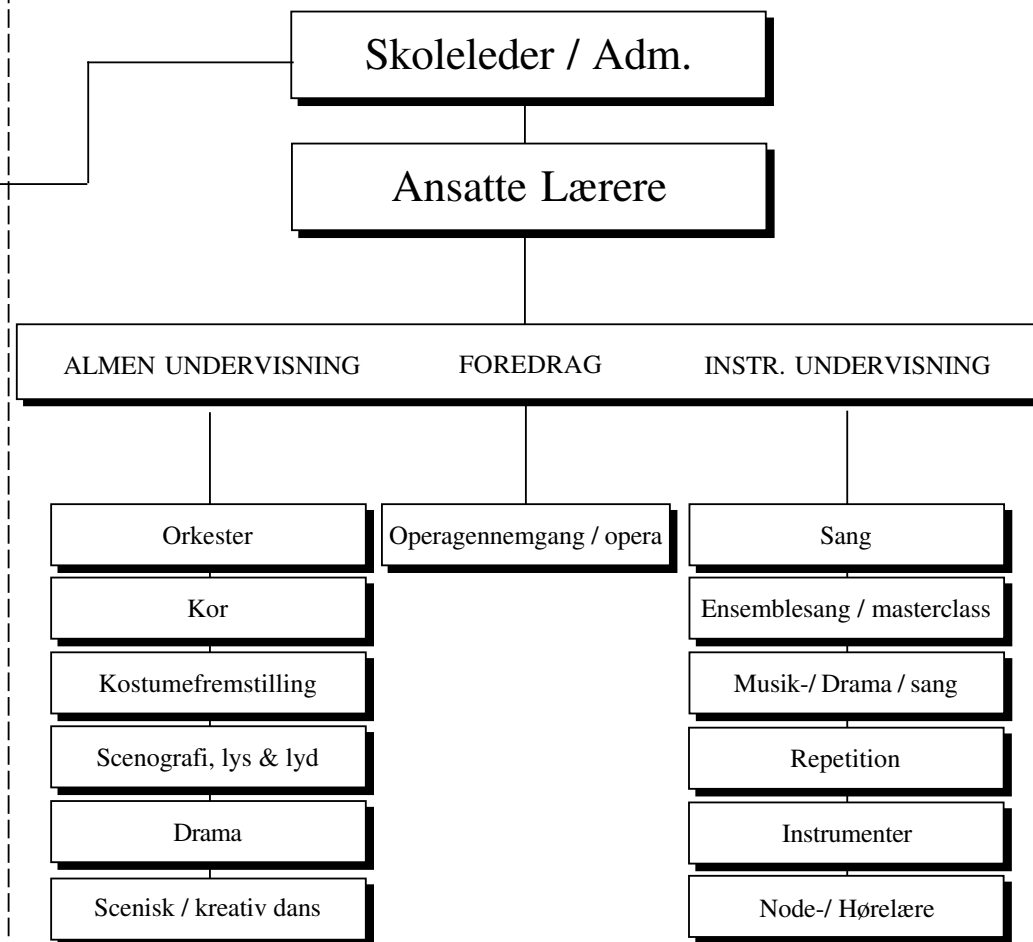 Skoleleder / Adm.
Ansatte Lærere
ALMEN UNDERVISNING
FOREDRAG
INSTR. UNDERVISNING
Orkester
Kor
Kostumefremstilling
Scenografi, lys & lyd
Drama
Scenisk / kreativ dans
Operagennemgang / opera
Sang
Ensemblesang / masterclass
Musik-/ Drama / sang
Repetition
Instrumenter
Node-/ Hørelære